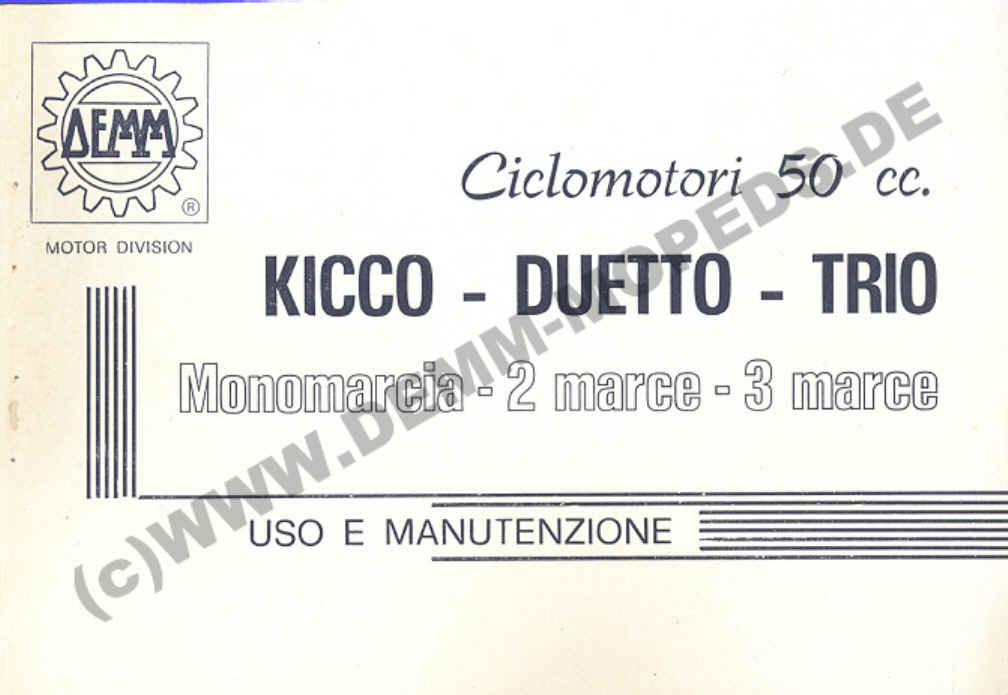 DEMM
®
MOTOR DIVISION
Ciclomotori 50 cc.
KICCO - DUETTO - TRIO
Monomarcia - 2 marce - 3 marce
USO E MANUTENZIONE
(c)WWW.DEMM-MOPEDS.DE